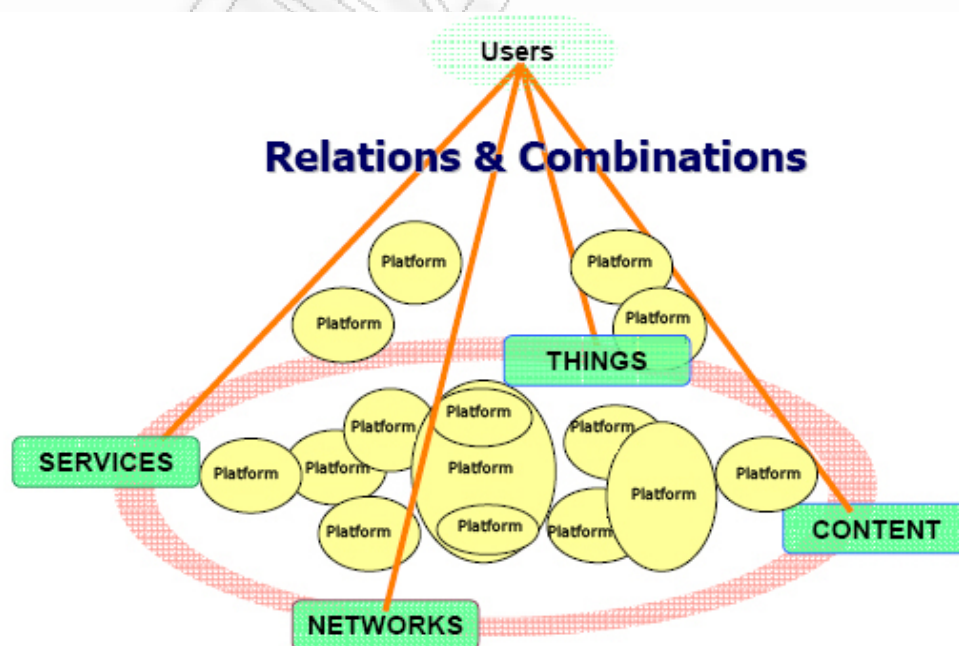 Users
Relations & Combinations
Platform
Platform
Platform
Platform
THINGS
Platform
Platform
Platform
SERVICES
Platform
Platform
Platform
Platform
Platform
Platform
Platform
Platform
Platform
CONTENT
NETWORKS